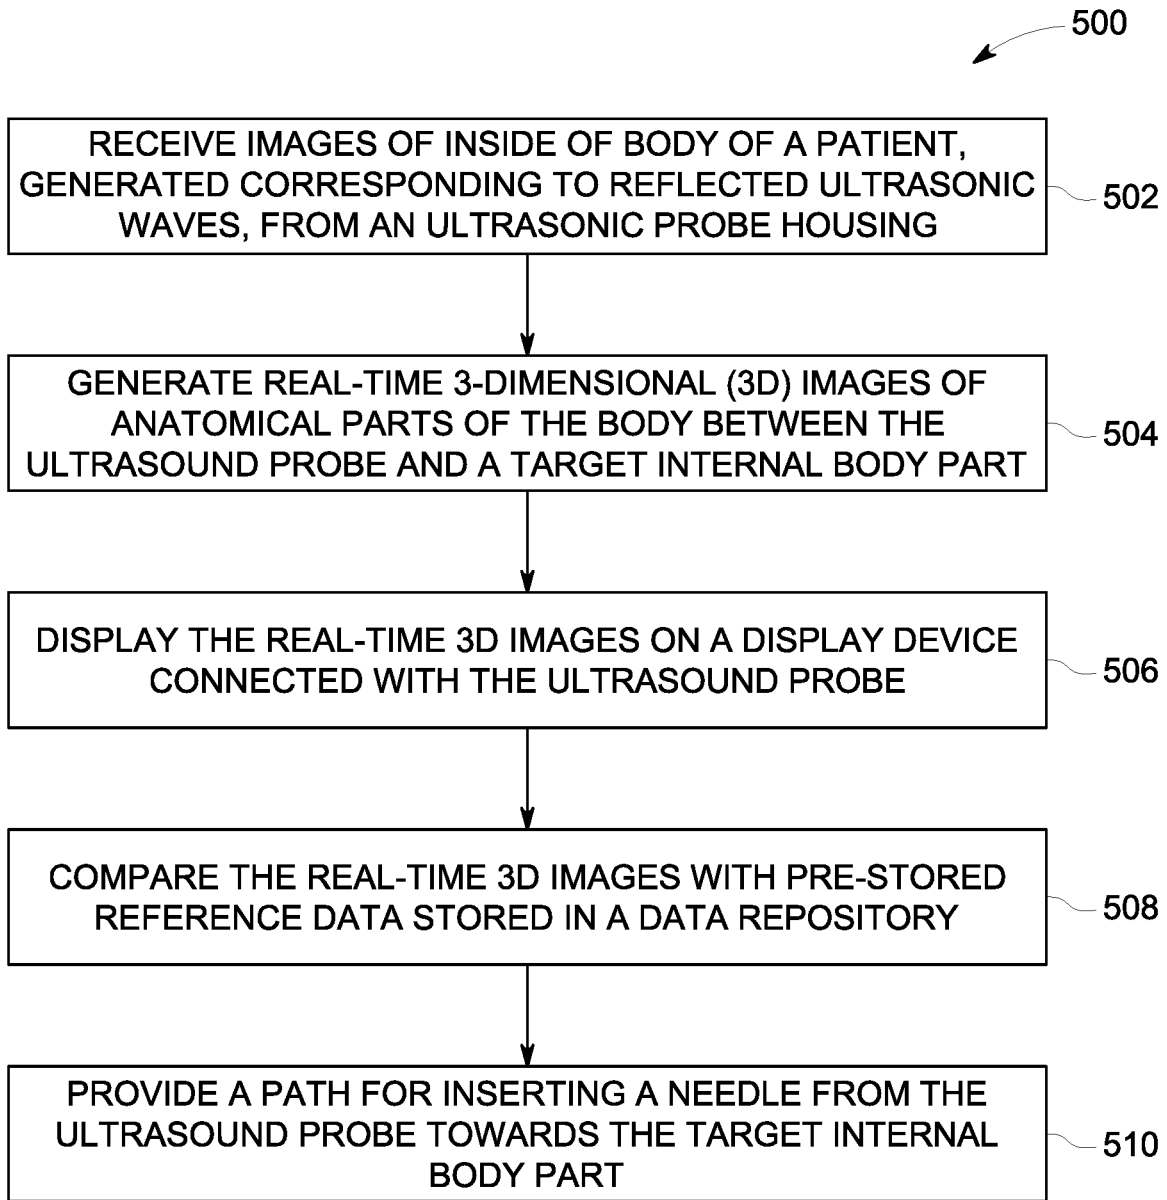 500
RECEIVE IMAGES OF INSIDE OF BODY OF A PATIENT,
GENERATED CORRESPONDING TO REFLECTED ULTRASONIC
WAVES, FROM AN ULTRASONIC PROBE HOUSING
502
GENERATE REAL-TIME 3-DIMENSIONAL (3D) IMAGES OF
ANATOMICAL PARTS OF THE BODY BETWEEN THE
ULTRASOUND PROBE AND A TARGET INTERNAL BODY PART
504
DISPLAY THE REAL-TIME 3D IMAGES ON A DISPLAY DEVICE
CONNECTED WITH THE ULTRASOUND PROBE
506
COMPARE THE REAL-TIME 3D IMAGES WITH PRE-STORED
REFERENCE DATA STORED IN A DATA REPOSITORY
508
PROVIDE A PATH FOR INSERTING A NEEDLE FROM THE
ULTRASOUND PROBE TOWARDS THE TARGET INTERNAL
BODY PART
510